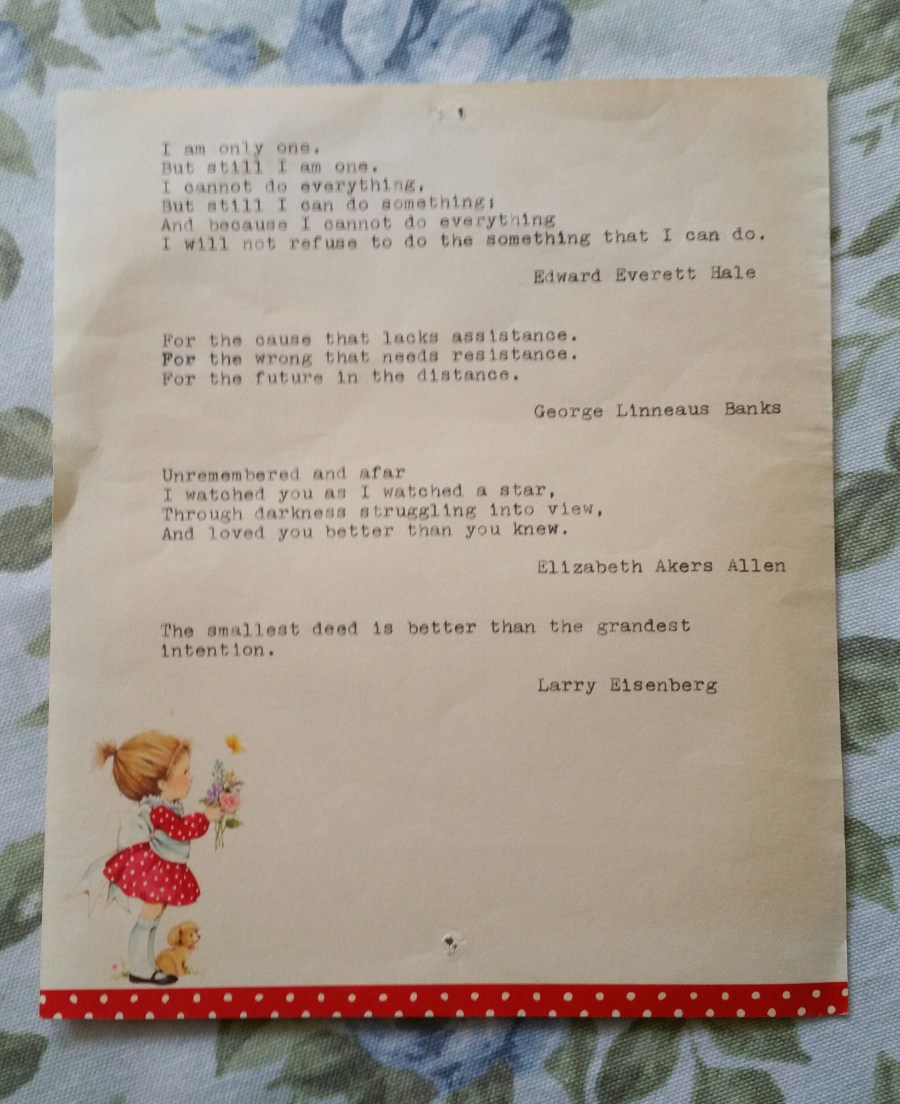 I am only one.
But still I am one.
I cannot do everything,
But still I can do something;
And because I cannot do everything
I will not refuse to do the something that I can do.
Edward Everett Hale
For the cause that lacks assistance.
For the wrong that needs resistance.
For the future in the distance.
George Linneaus Banks
Unremembered and afar
I watched you as I watched a star,
Through darkness struggling into view,
And loved you better than you knew.
Elizabeth Akers Allen
The smallest deed is better than the grandest
intention.
Larry Eisenberg